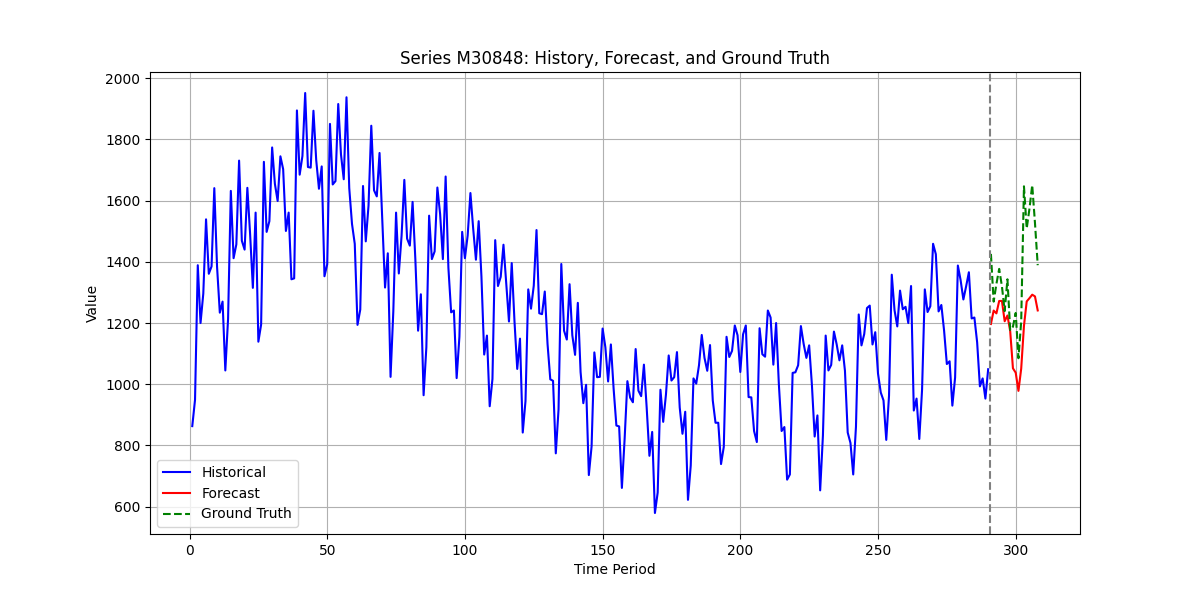 Series M30848: History, Forecast, and Ground Truth
2000
1800
1600
1400
1200
1000
800
600
Value
Historical
Forecast
Ground Truth
0 50 100 150 200 250 300
Time Period